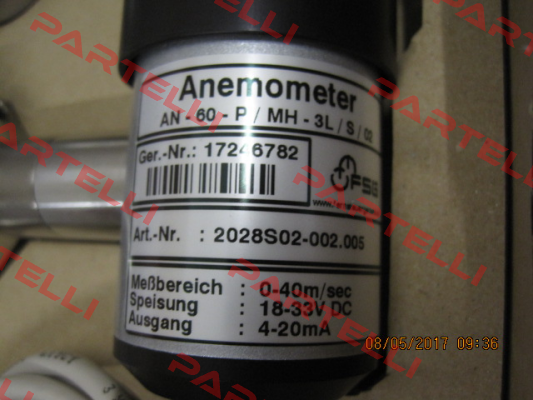 Anemometer
AN - 60 - P / MH - 3L / S / 02
Ger.-Nr.: 17246782
FSG
Art.-Nr. : 2028S02-002.005
Meßbereich : 0-40m/sec
Speisung : 18-33V DC
Ausgang : 4-20mA
08/05/2017 09:36
PARTELLI
PARTELLI
PARTELLI
PARTELLI
PARTELLI
PARTELLI